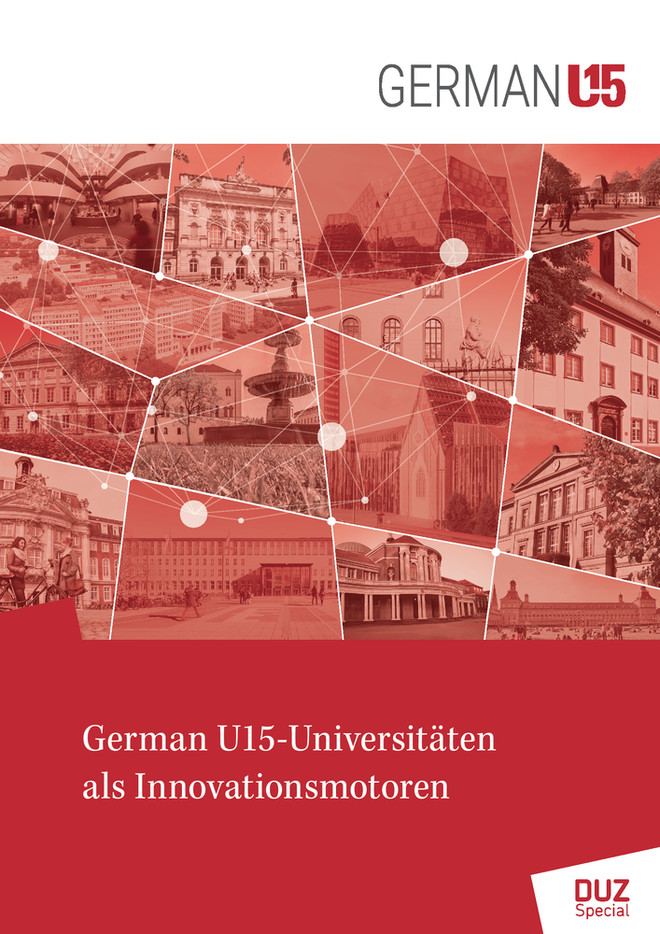 GERMAN U15
German U15-Universitäten
als Innovationsmotoren
DUZ
Special